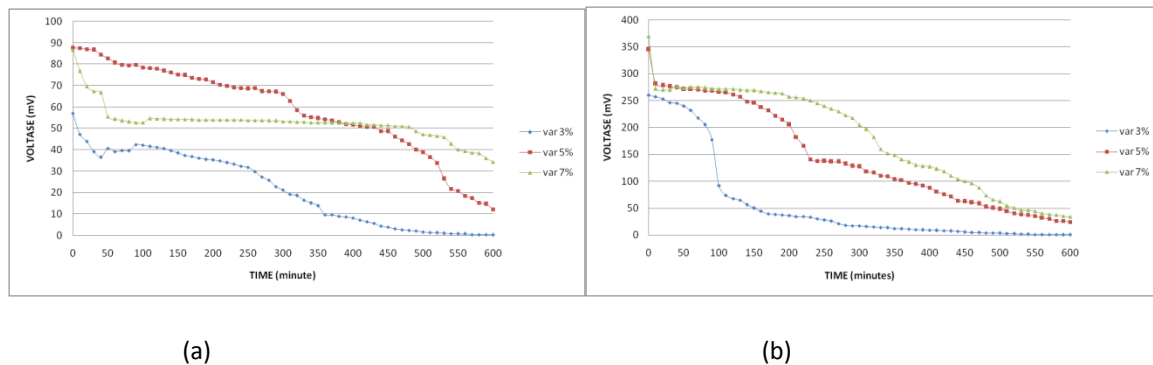 100
90
80
70
60
50
40
30
20
10
0
VOLTASE (mV)
0 50 100 150 200 250 300 350 400 450 500 550 600
TIME (minute)
var 3%
var 5%
var 7%
400
350
300
250
200
150
100
50
0
VOLTASE (mV)
0 50 100 150 200 250 300 350 400 450 500 550 600
TIME (minutes)
var 3%
var 5%
var 7%
(a)
(b)